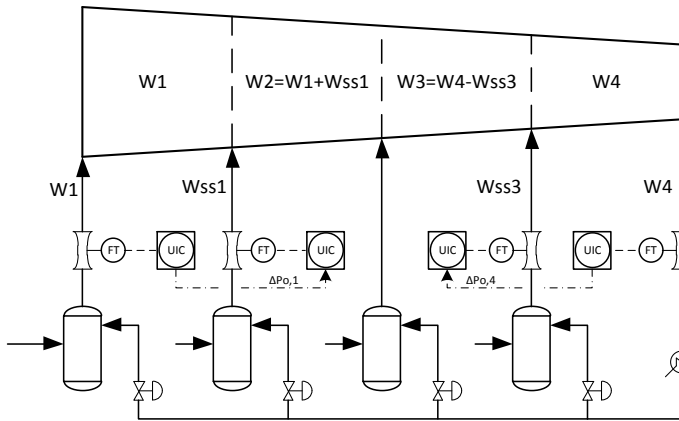 W1
W2=W1+Wss1
W3=W4-Wss3
W4
W1
Wss1
Wss3
W4
FT
UIC
FT
UIC
UIC
FT
UIC
FT
ΔPo,1
ΔPo,4